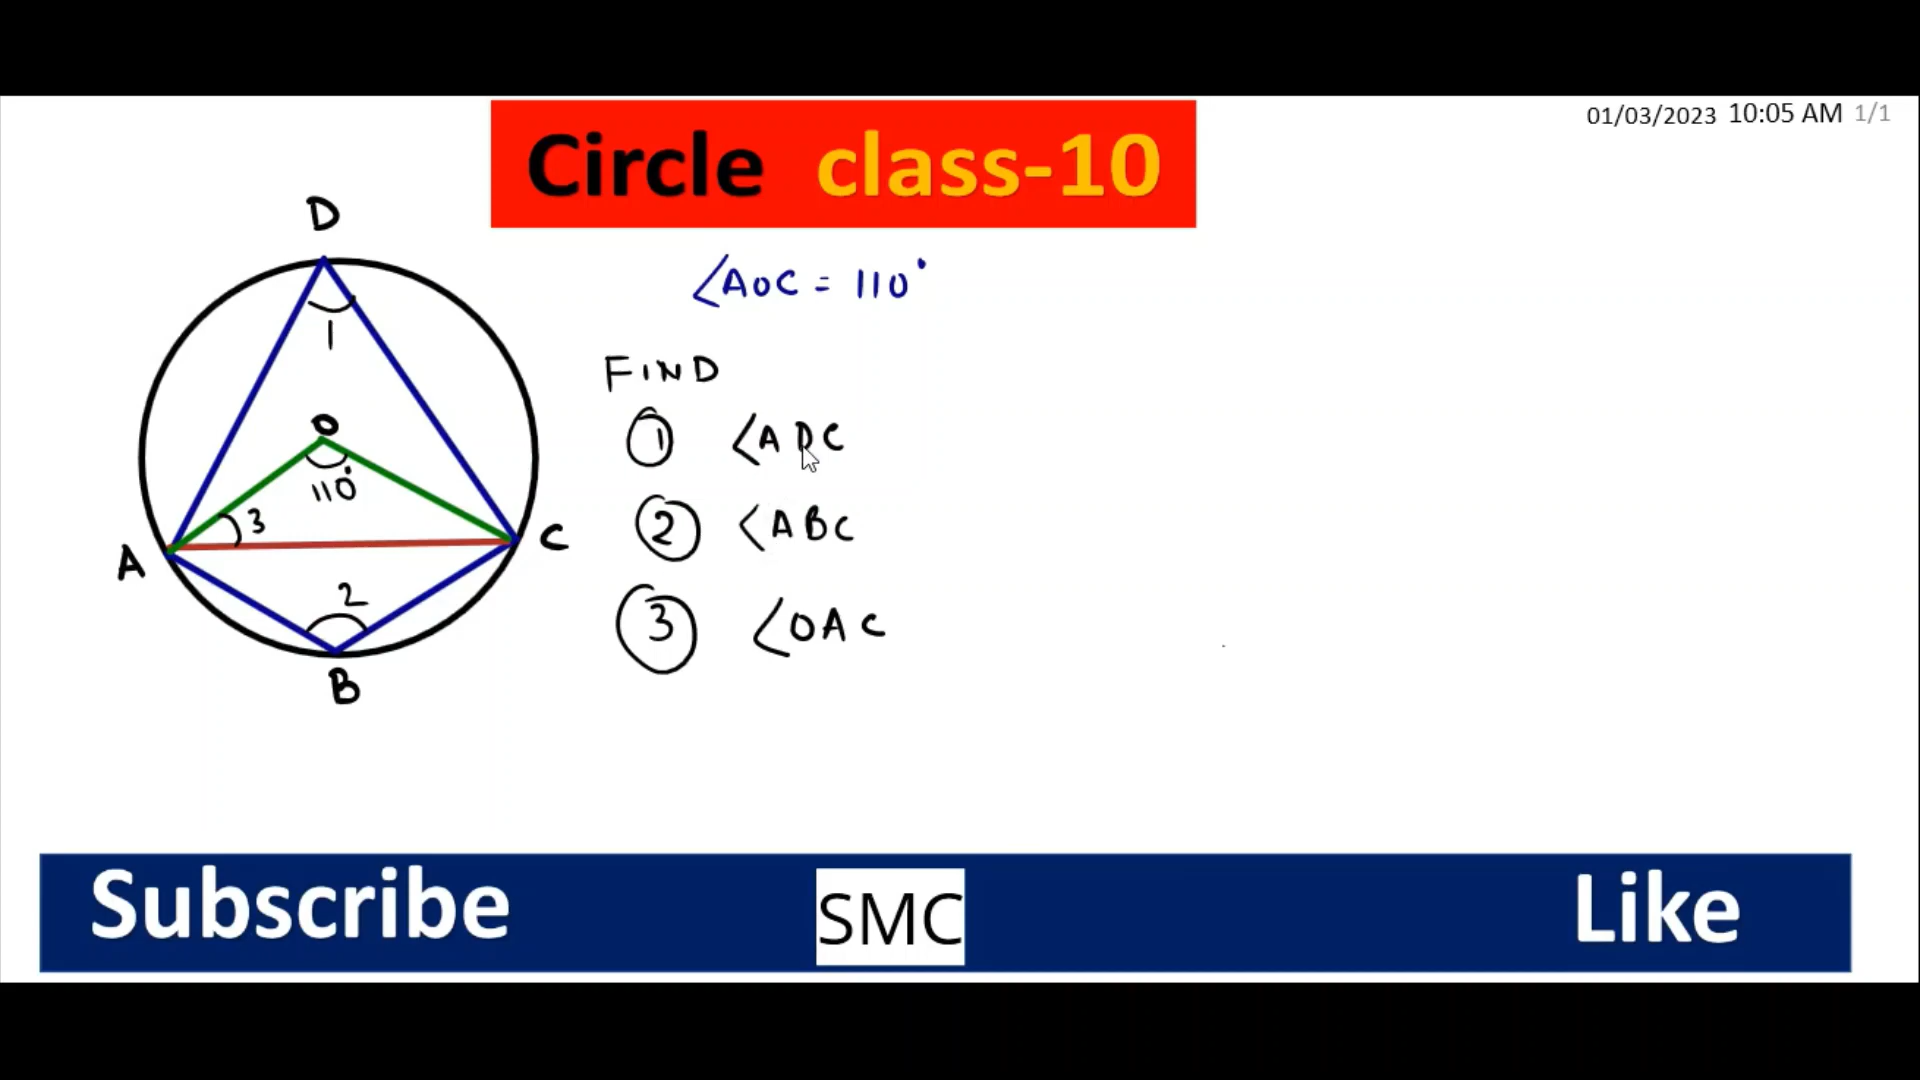 Circle class-10
01/03/2023 10:05 AM 1/1
D
∠AOC = 110°
FIND
1 ∠ADC
2 ∠ABC
3 ∠OAC
1
O
110°
3
A
C
2
B
Subscribe
SMC
Like